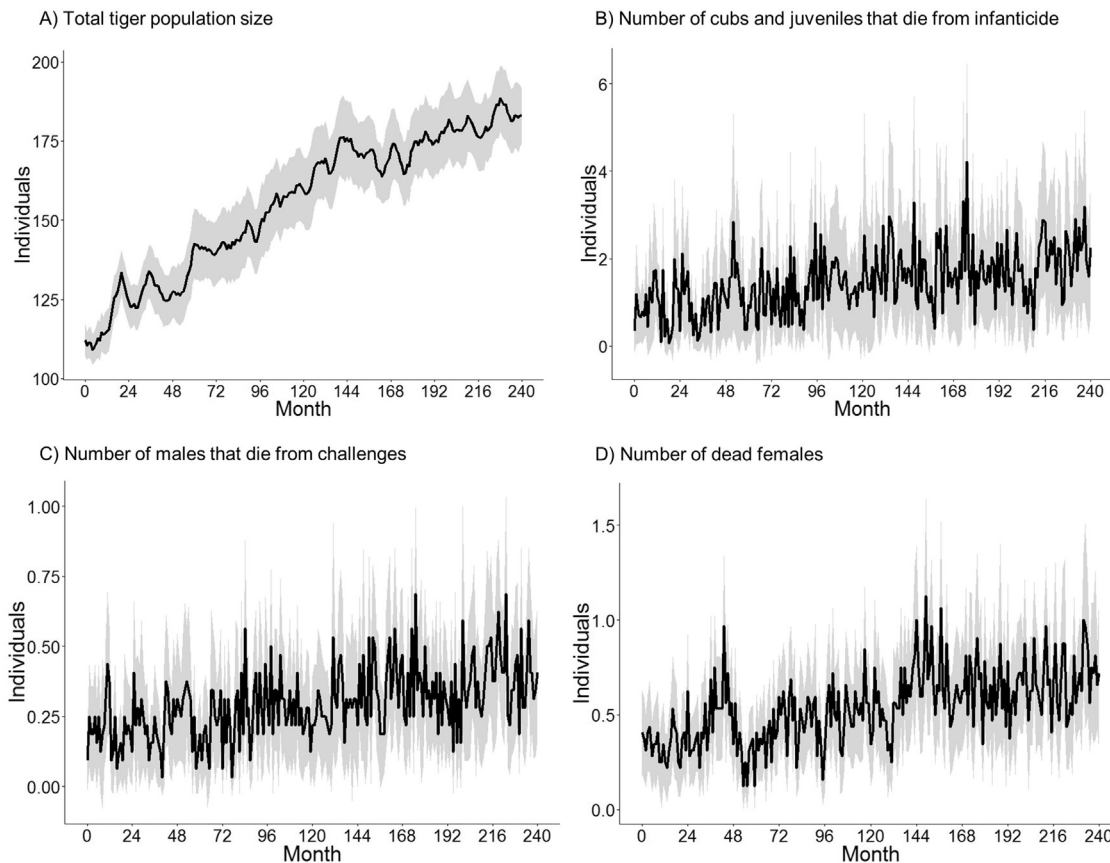 A) Total tiger population size
B) Number of cubs and juveniles that die from infanticide
200
175
150
125
100
Individuals
0 24 48 72 96 120 144 168 192 216 240
Month
6
4
2
0
Individuals
0 24 48 72 96 120 144 168 192 216 240
Month
C) Number of males that die from challenges
D) Number of dead females
1.00
0.75
0.50
0.25
0.00
Individuals
0 24 48 72 96 120 144 168 192 216 240
Month
1.5
1.0
0.5
0.0
Individuals
0 24 48 72 96 120 144 168 192 216 240
Month